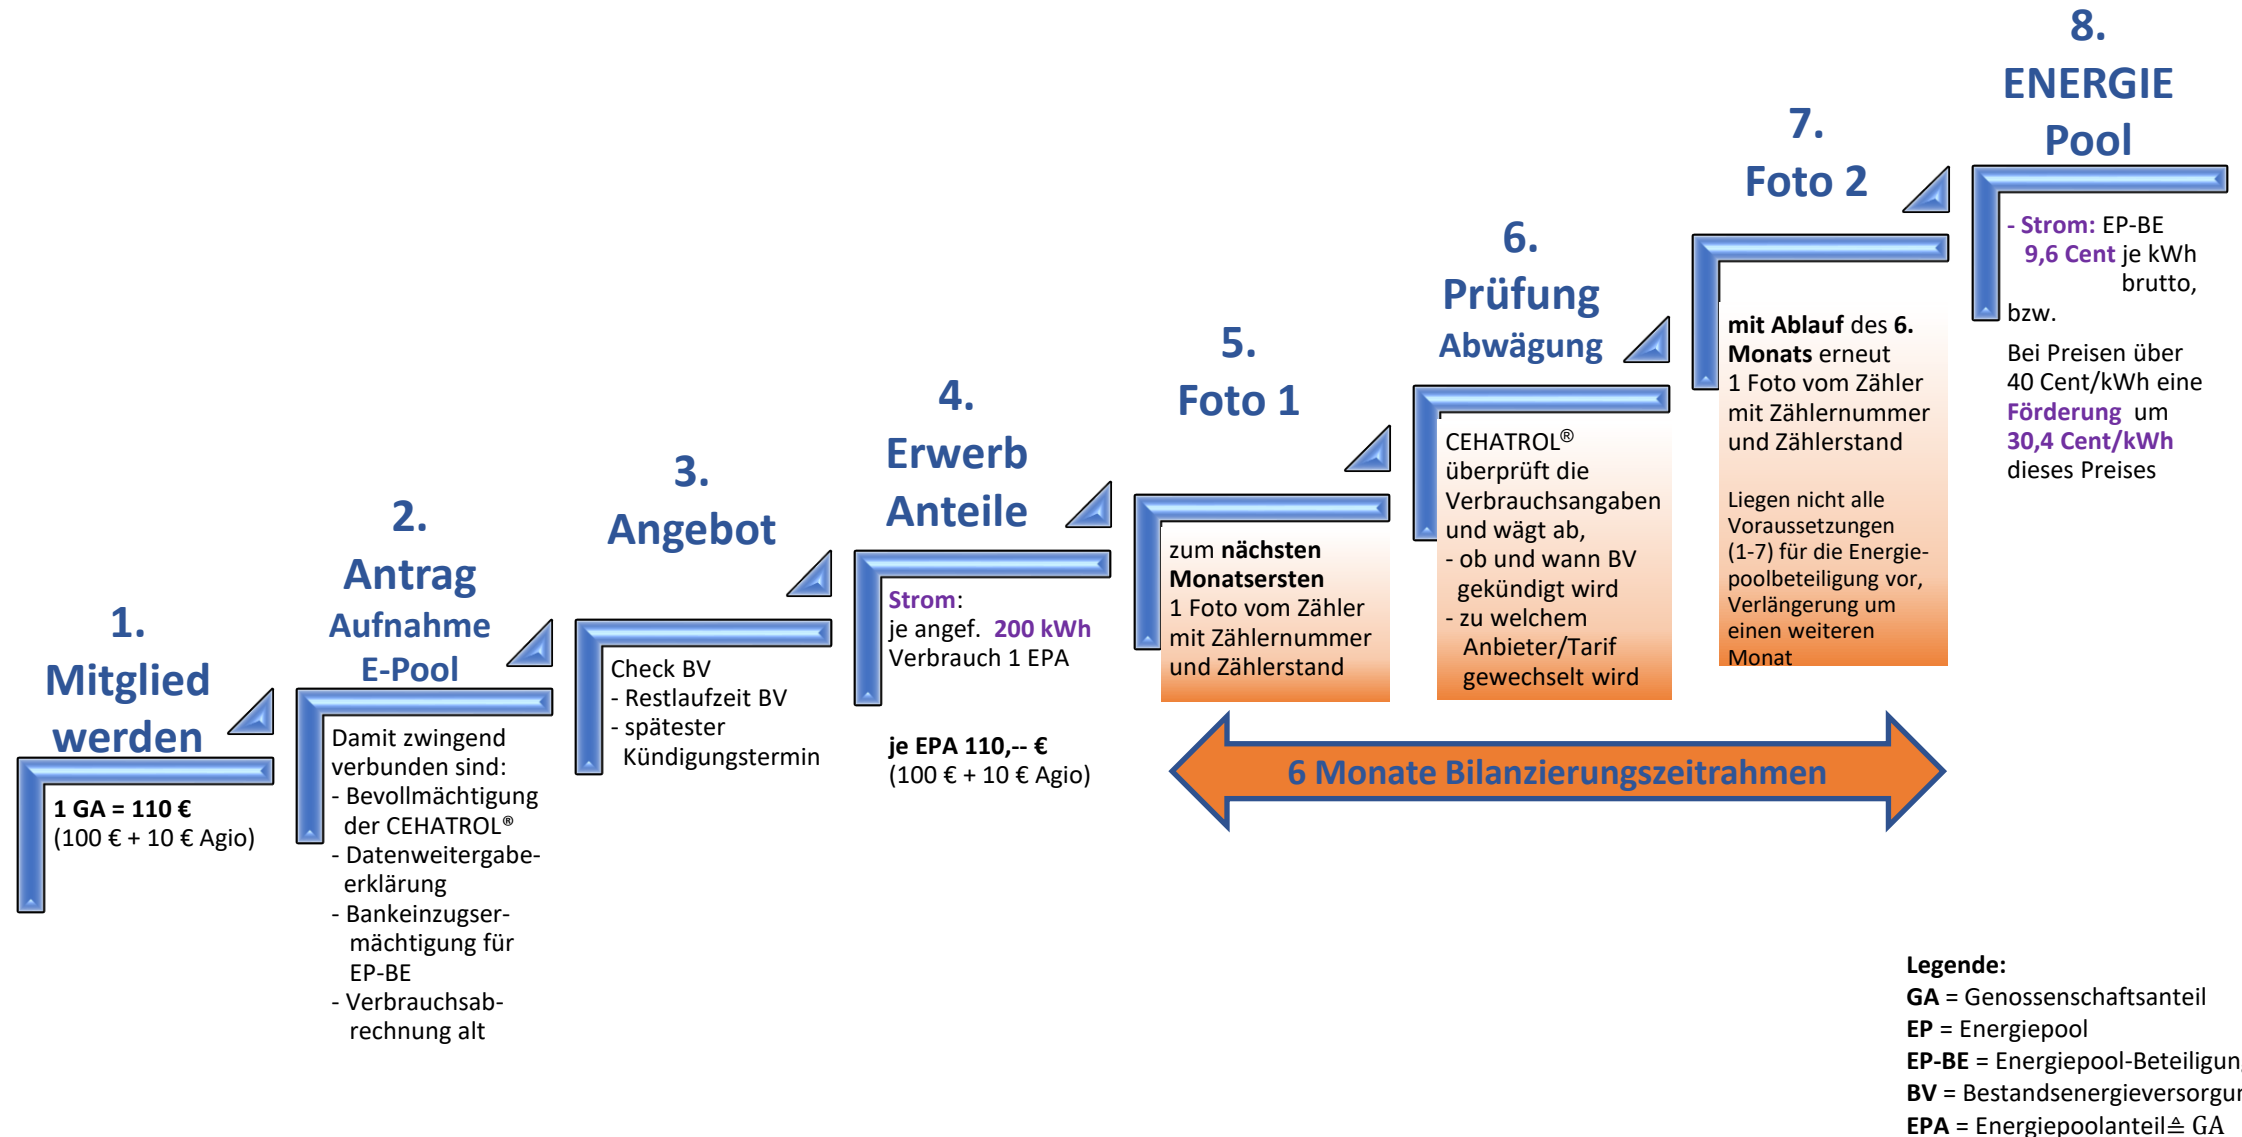 1.
Mitglied
werden
1 GA = 110 €
(100 € + 10 € Agio)
2.
Antrag
Aufnahme
E-Pool
Damit zwingend
verbunden sind:
- Bevollmächtigung
der CEHATROL®
- Datenweitergabe-
erklärung
- Bankeinzugser-
mächtigung für
EP-BE
- Verbrauchsab-
rechnung alt
3.
Angebot
Check BV
- Restlaufzeit BV
- spätester
Kündigungstermin
4.
Erwerb
Anteile
Strom:
je angef. 200 kWh
Verbrauch 1 EPA
je EPA 110,-- €
(100 € + 10 € Agio)
5.
Foto 1
zum nächsten
Monatsersten
1 Foto vom Zähler
mit Zählernummer
und Zählerstand
6.
Prüfung
Abwägung
CEHATROL®
überprüft die
Verbrauchsangaben
und wägt ab,
- ob und wann BV
gekündigt wird
- zu welchem
Anbieter/Tarif
gewechselt wird
7.
Foto 2
mit Ablauf des 6.
Monats erneut
1 Foto vom Zähler
mit Zählernummer
und Zählerstand
Liegen nicht alle
Voraussetzungen
(1-7) für die Energie-
poolbeteiligung vor,
Verlängerung um
einen weiteren
Monat
8.
ENERGIE
Pool
- Strom: EP-BE
9,6 Cent je kWh
brutto,
bzw.
Bei Preisen über
40 Cent/kWh eine
Förderung um
30,4 Cent/kWh
dieses Preises
6 Monate Bilanzierungszeitrahmen
Legende:
GA = Genossenschaftsanteil
EP = Energiepool
EP-BE = Energiepool-Beteiligun
BV = Bestandsenergieversorgu
EPA = Energiepoolanteil≙ GA